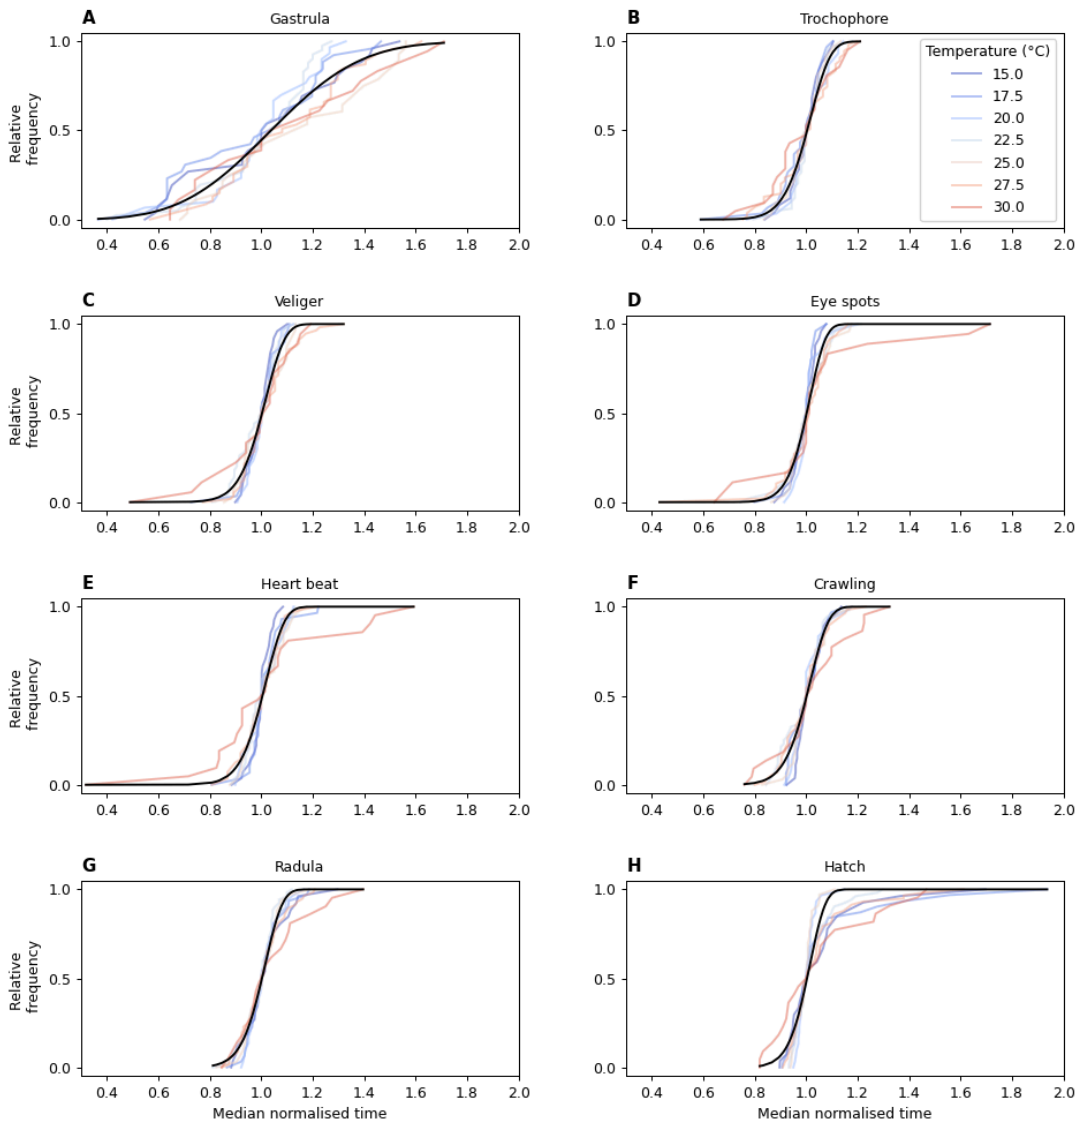 A Gastrula
B Trochophore
Relative
frequency
1.0
0.5
0.0
0.4 0.6 0.8 1.0 1.2 1.4 1.6 1.8 2.0
1.0
0.5
0.0
0.4 0.6 0.8 1.0 1.2 1.4 1.6 1.8 2.0
Temperature (°C)
15.0
17.5
20.0
22.5
25.0
27.5
30.0
C Veliger
D Eye spots
Relative
frequency
1.0
0.5
0.0
0.4 0.6 0.8 1.0 1.2 1.4 1.6 1.8 2.0
1.0
0.5
0.0
0.4 0.6 0.8 1.0 1.2 1.4 1.6 1.8 2.0
E Heart beat
F Crawling
Relative
frequency
1.0
0.5
0.0
0.4 0.6 0.8 1.0 1.2 1.4 1.6 1.8 2.0
1.0
0.5
0.0
0.4 0.6 0.8 1.0 1.2 1.4 1.6 1.8 2.0
G Radula
H Hatch
Relative
frequency
1.0
0.5
0.0
0.4 0.6 0.8 1.0 1.2 1.4 1.6 1.8 2.0
Median normalised time
1.0
0.5
0.0
0.4 0.6 0.8 1.0 1.2 1.4 1.6 1.8 2.0
Median normalised time